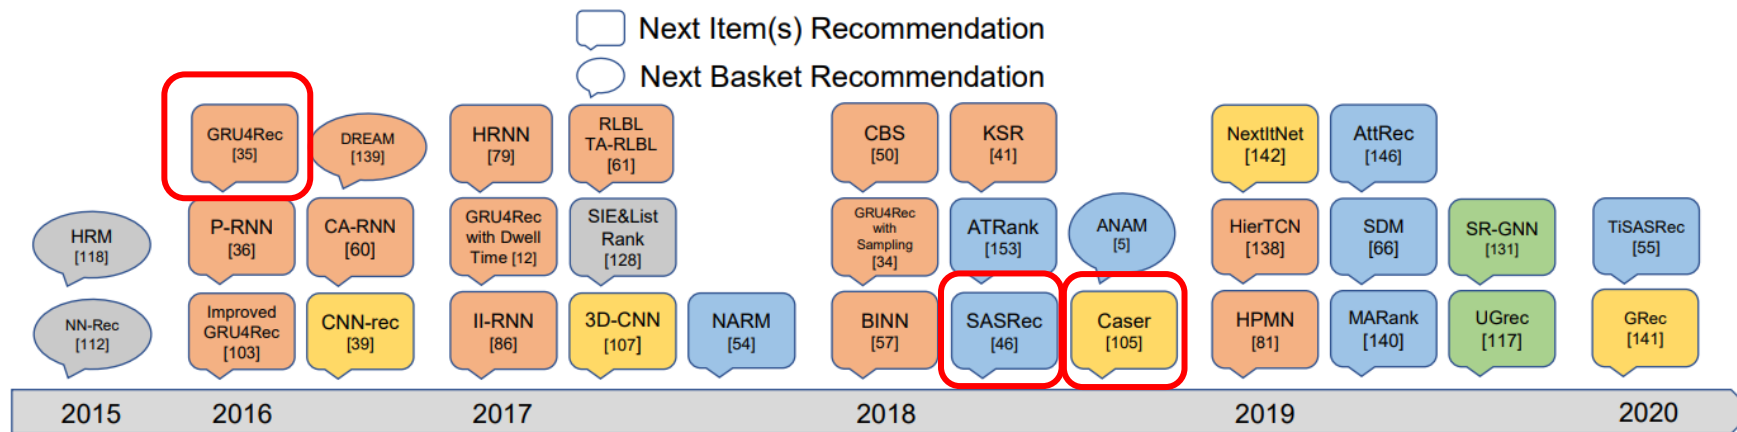 Next Item(s) Recommendation
Next Basket Recommendation
GRU4Rec
[35]
DREAM
[139]
HRNN
[79]
RLBL
TA-RLBL
[61]
CBS
[50]
KSR
[41]
NextItNet
[142]
AttRec
[146]
HRM
[118]
P-RNN
[36]
CA-RNN
[60]
GRU4Rec
with Dwell
Time [12]
SIE&List
Rank
[128]
GRU4Rec
with
Sampling
[34]
ATRank
[153]
ANAM
[5]
HierTCN
[138]
SDM
[66]
SR-GNN
[131]
TiSASRec
[55]
NN-Rec
[112]
Improved
GRU4Rec
[103]
CNN-rec
[39]
II-RNN
[86]
3D-CNN
[107]
NARM
[54]
BINN
[57]
SASRec
[46]
Caser
[105]
HPMN
[81]
MARank
[140]
UGrec
[117]
GRec
[141]
2015
2016
2017
2018
2019
2020